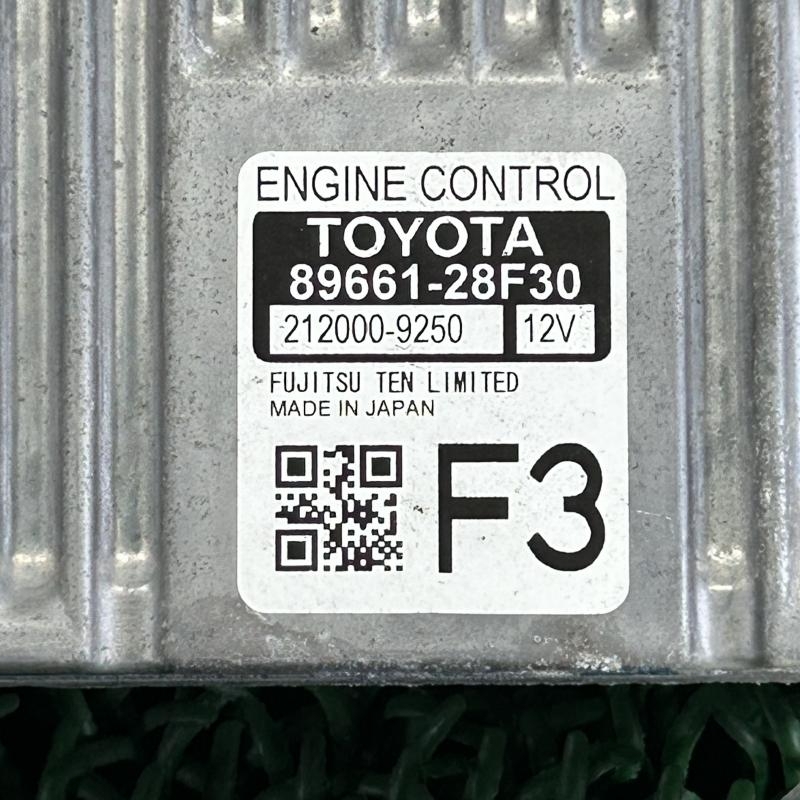 ENGINE CONTROL
TOYOTA
89661-28F30
212000-9250 12V
FUJITSU TEN LIMITED
MADE IN JAPAN
F3